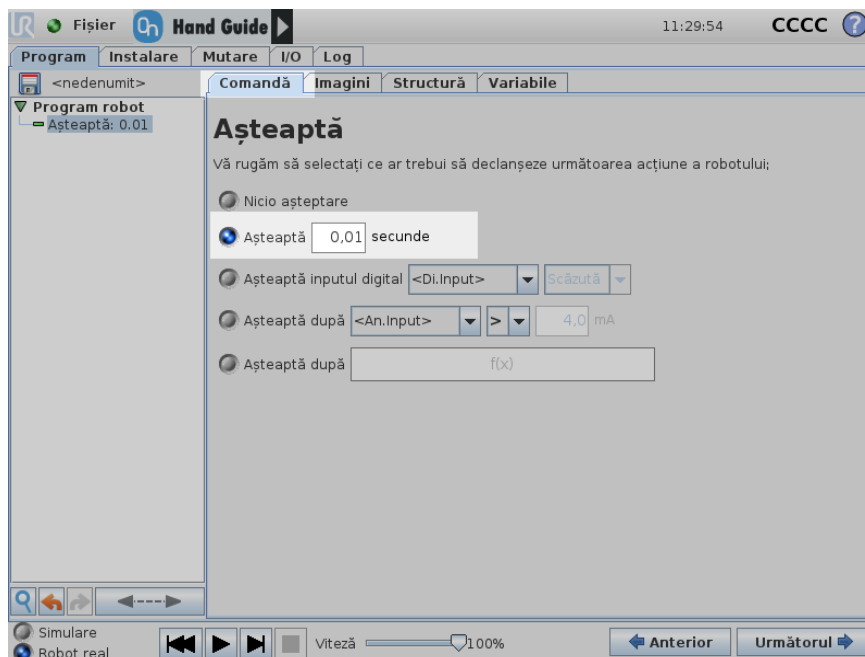 UR Fișier On Hand Guide 11:29:54 CCCC ?
Program Instalare Mutare I/O Log
<nedenumit>
Comandă Imagini Structură Variabile
Program robot
Așteaptă: 0.01
Așteaptă
Vă rugăm să selectați ce ar trebui să declanșeze următoarea acțiune a robotului;
Nicio așteptare
Așteaptă 0,01 secunde
Așteaptă inputul digital <Di.Input> Scăzută
Așteaptă după <An.Input> > 4,0 mA
Așteaptă după f(x)
Simulare
Robot real
Viteză 100%
Anterior Următorul